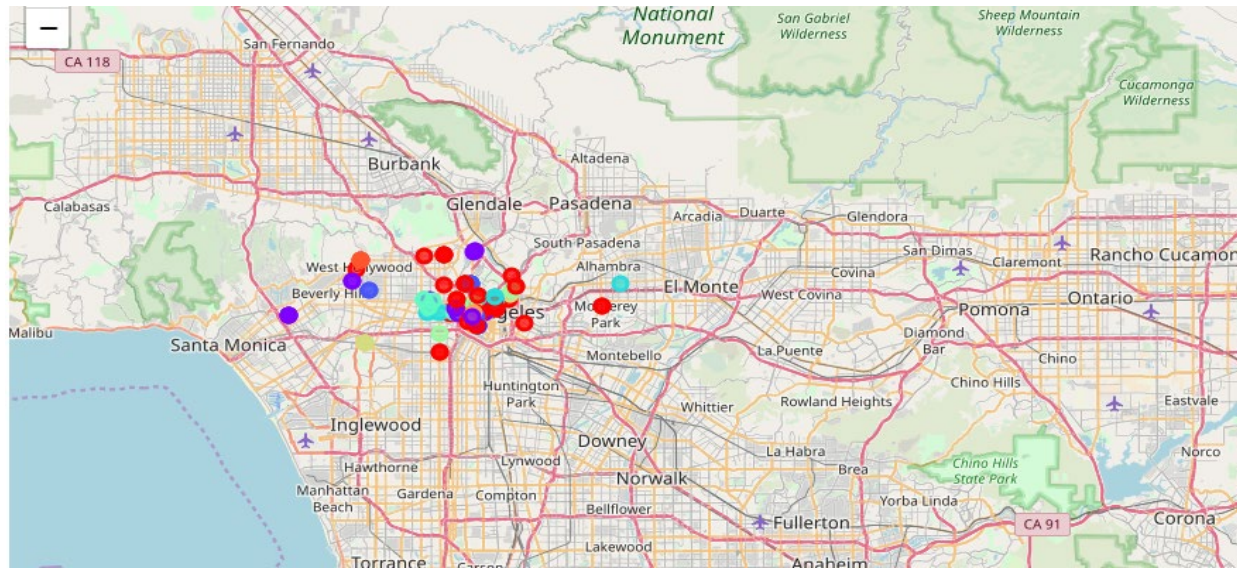 −
National
Monument
San Gabriel
Wilderness
Sheep Mountain
Wilderness
San Fernando
CA 118
Cucamonga
Wilderness
Burbank
Altadena
Calabasas
Glendale
Pasadena
Arcadia
Duarte
Glendora
South Pasadena
San Dimas
Rancho Cucamon
Claremont
West Hollywood
Alhambra
Covina
Beverly Hil
El Monte
West Covina
Ontario
Monterey
Park
Pomona
Malibu
geles
Santa Monica
Diamond
Bar
Montebello
La Puente
Chino
Huntington
Park
Chino Hills
Whittier
Rowland Heights
Eastvale
Inglewood
Downey
La Habra
Norco
Hawthorne
Lynwood
Brea
Chino Hills
State Park
Norwalk
Manhattan
Beach
Gardena
Compton
Yorba Linda
Bellflower
Fullerton
CA 91
Corona
Lakewood
Torrance
Carson
Anaheim